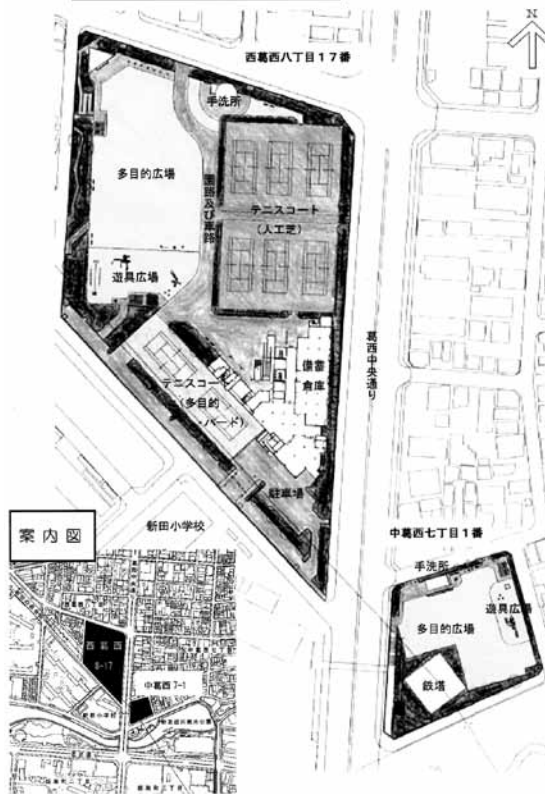 N
西葛西八丁目17番
手洗所
多目的広場
園路及び車路
テニスコート
(人工芝)
遊具広場
備蓄
倉庫
葛西中央通り
テニスコート
(多目的
・ハード)
駐車場
新田小学校
案内図
西葛西
8-17
中葛西7-1
中葛西七丁目1番
手洗所
遊具広場
多目的広場
鉄塔